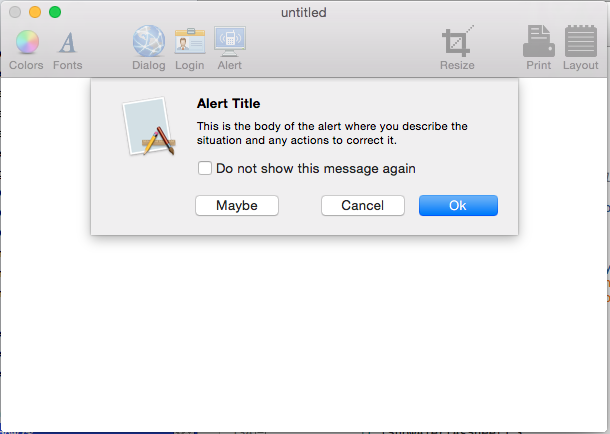 untitled
Colors Fonts Dialog Login Alert Resize Print Layout
Alert Title
This is the body of the alert where you describe the
situation and any actions to correct it.
Do not show this message again
Maybe Cancel Ok